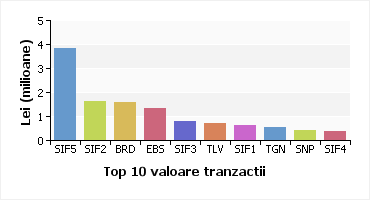 Lei (milioane)
5
4
3
2
1
0
SIF5 SIF2 BRD EBS SIF3 TLV SIF1 TGN SNP SIF4
Top 10 valoare tranzactii